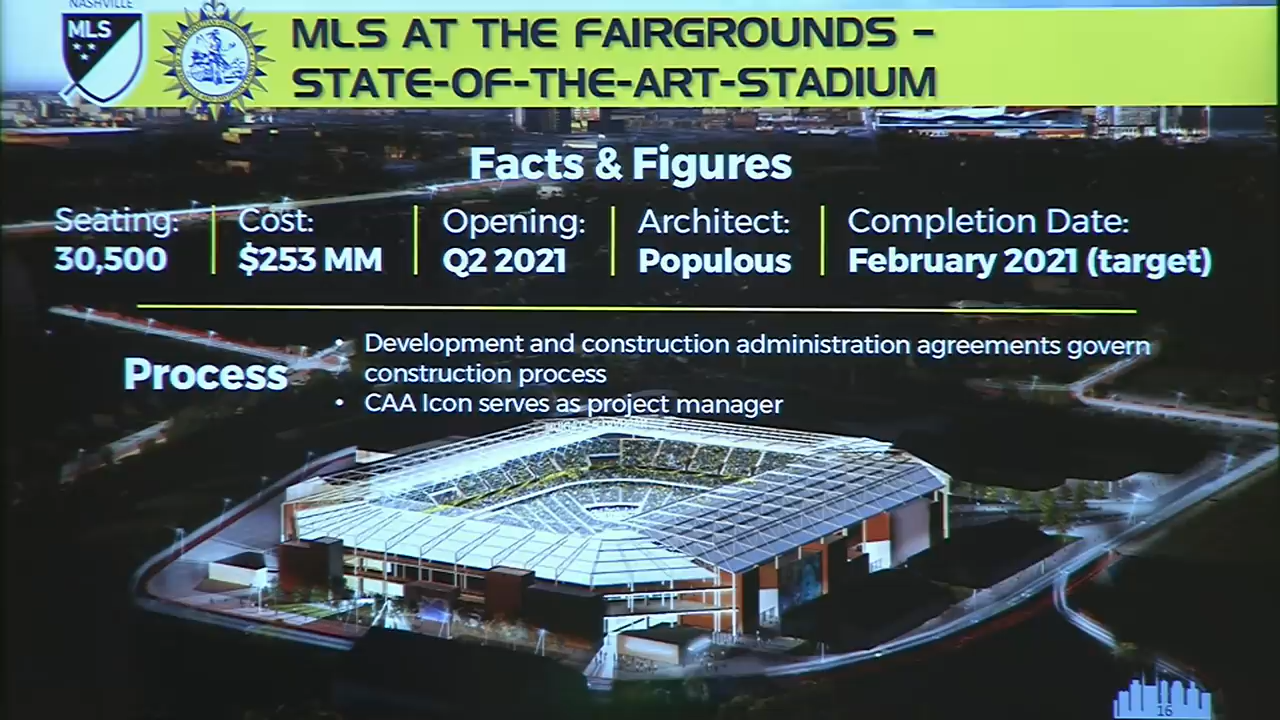 NASHVILLE
MLS
MLS AT THE FAIRGROUNDS –
STATE-OF-THE-ART-STADIUM
Facts & Figures
Seating:
30,500
Cost:
$253 MM
Opening:
Q2 2021
Architect:
Populous
Completion Date:
February 2021 (target)
Process
• Development and construction administration agreements govern
construction process
• CAA Icon serves as project manager
16